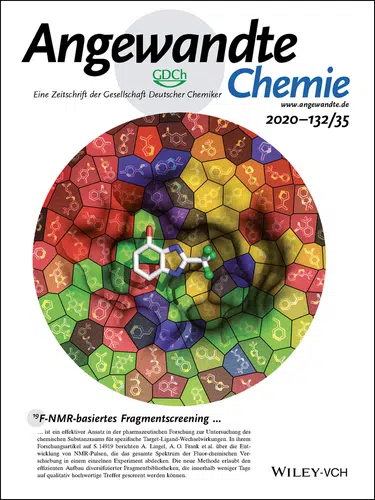 Angewandte
GDCh
Chemie
Eine Zeitschrift der Gesellschaft Deutscher Chemiker
www.angewandte.de
2020–132/35
¹⁹F-NMR-basiertes Fragmentscreening ...
... ist ein effektiver Ansatz in der pharmazeutischen Forschung zur Untersuchung des
chemischen Substanzraums für spezifische Target-Ligand-Wechselwirkungen. In ihrem
Forschungsartikel auf S. 14919 berichten A. Lingel, A. O. Frank et al. über die Ent-
wicklung von NMR-Pulsen, die das gesamte Spektrum der Fluor-chemischen Ver-
schiebung in einem einzelnen Experiment abdecken. Die neue Methode erlaubt den
effizienten Aufbau diversifizierter Fragmentbibliotheken, die innerhalb weniger Tage
auf qualitativ hochwertige Treffer gescreent werden können.
WILEY-VCH